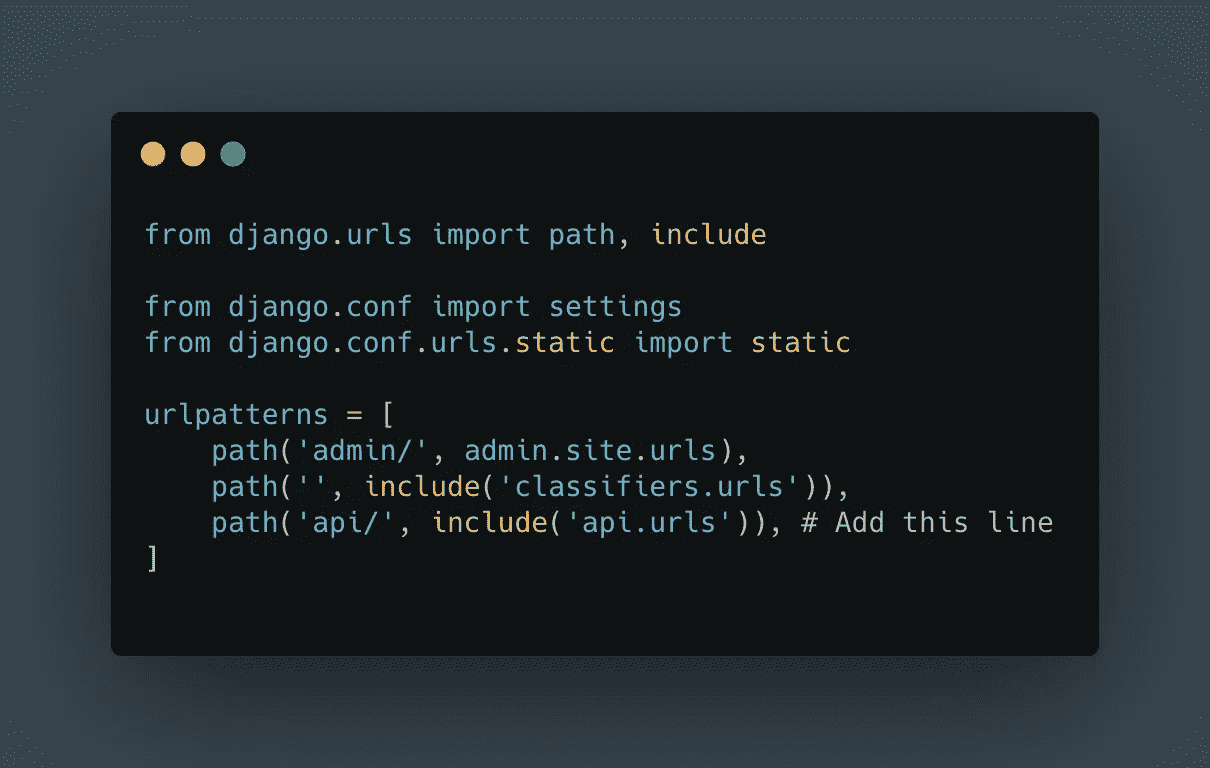 from django.urls import path, include
from django.conf import settings
from django.conf.urls.static import static
urlpatterns = [
    path('admin/', admin.site.urls),
    path('', include('classifiers.urls')),
    path('api/', include('api.urls')), # Add this line
]